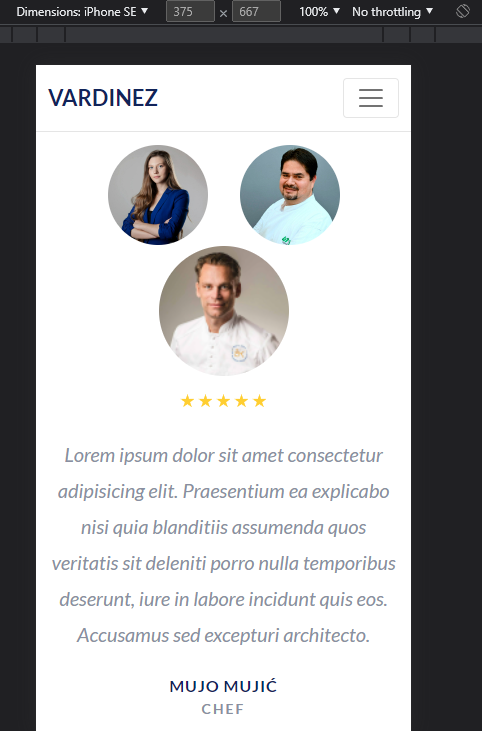 Dimensions: iPhone SE ▼ 375 × 667 100% ▼ No throttling ▼
VARDINEZ
★★★★★
Lorem ipsum dolor sit amet consectetur
adipisicing elit. Praesentium ea explicabo
nisi quia blanditiis assumenda quos
veritatis sit deleniti porro nulla temporibus
deserunt, iure in labore incidunt quis eos.
Accusamus sed excepturi architecto.
MUJO MUJIĆ
CHEF